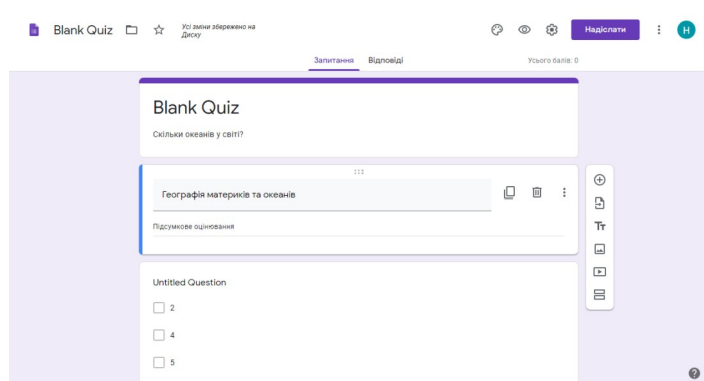 Blank Quiz
Усі зміни збережено на
Диску
Надіслати
H
Запитання Відповіді
Усього балів: 0
Blank Quiz
Скільки океанів у світі?
Географія материків та океанів
Підсумкове оцінювання
Tт
Untitled Question
2
4
5